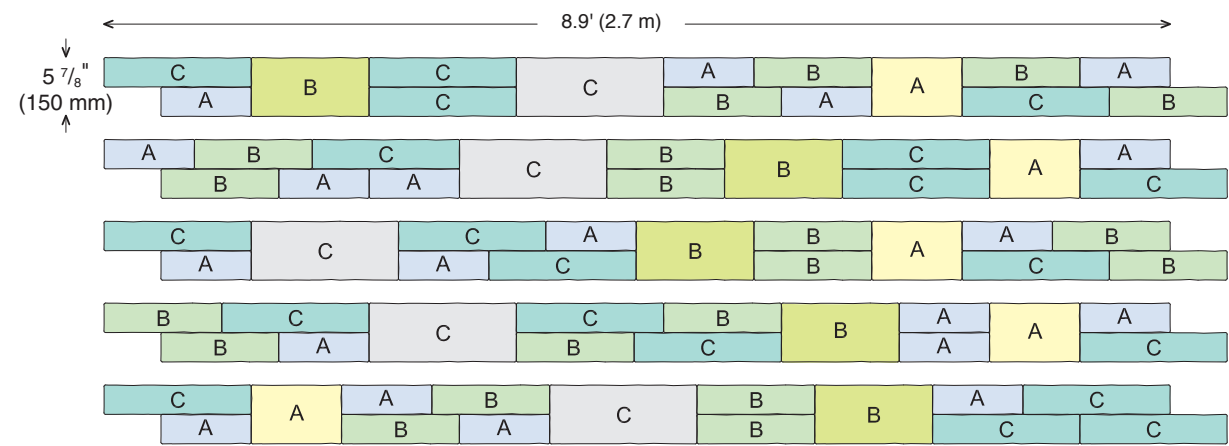 8.9' (2.7 m)
5 7/8"
(150 mm)
C B C C A B A B A
A C B A C B
A B C C B B C A A
B A A B C C
C C C A B B A A B
A A C B C B
B C C C B B A A A
B A B C A C
C A A B C B B A C
A B A B C C